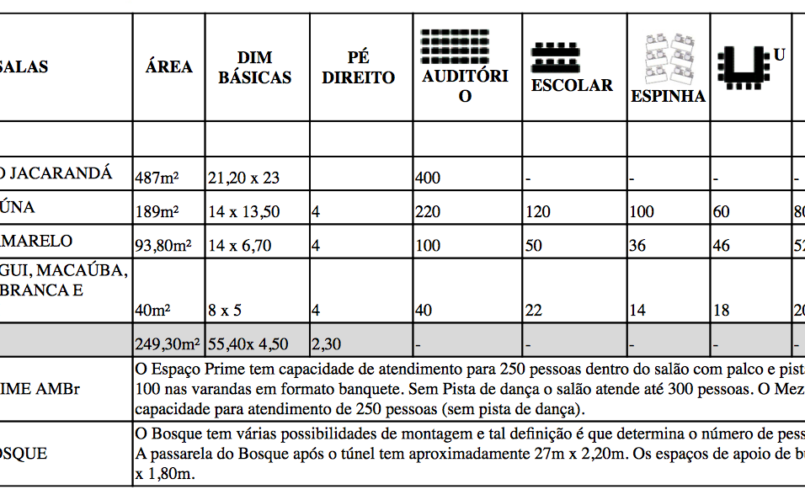 SALAS ÁREA DIM BÁSICAS PÉ DIREITO AUDITÓRI O ESCOLAR ESPINHA U
O JACARANDÁ 487m² 21,20 x 23 400 - - - -
ÚNA 189m² 14 x 13,50 4 220 120 100 60 80
AMARELO 93,80m² 14 x 6,70 4 100 50 36 46 52
GUI, MACAÚBA,
BRANCA E
40m² 8 x 5 4 40 22 14 18 20
249,30m² 55,40x 4,50 2,30 - - - - -
O Espaço Prime tem capacidade de atendimento para 250 pessoas dentro do salão com palco e pist
IME AMBr 100 nas varandas em formato banquete. Sem Pista de dança o salão atende até 300 pessoas. O Mez
capacidade para atendimento de 250 pessoas (sem pista de dança).
O Bosque tem várias possibilidades de montagem e tal definição é que determina o número de pess
OSQUE A passarela do Bosque após o túnel tem aproximadamente 27m x 2,20m. Os espaços de apoio de b
x 1,80m.